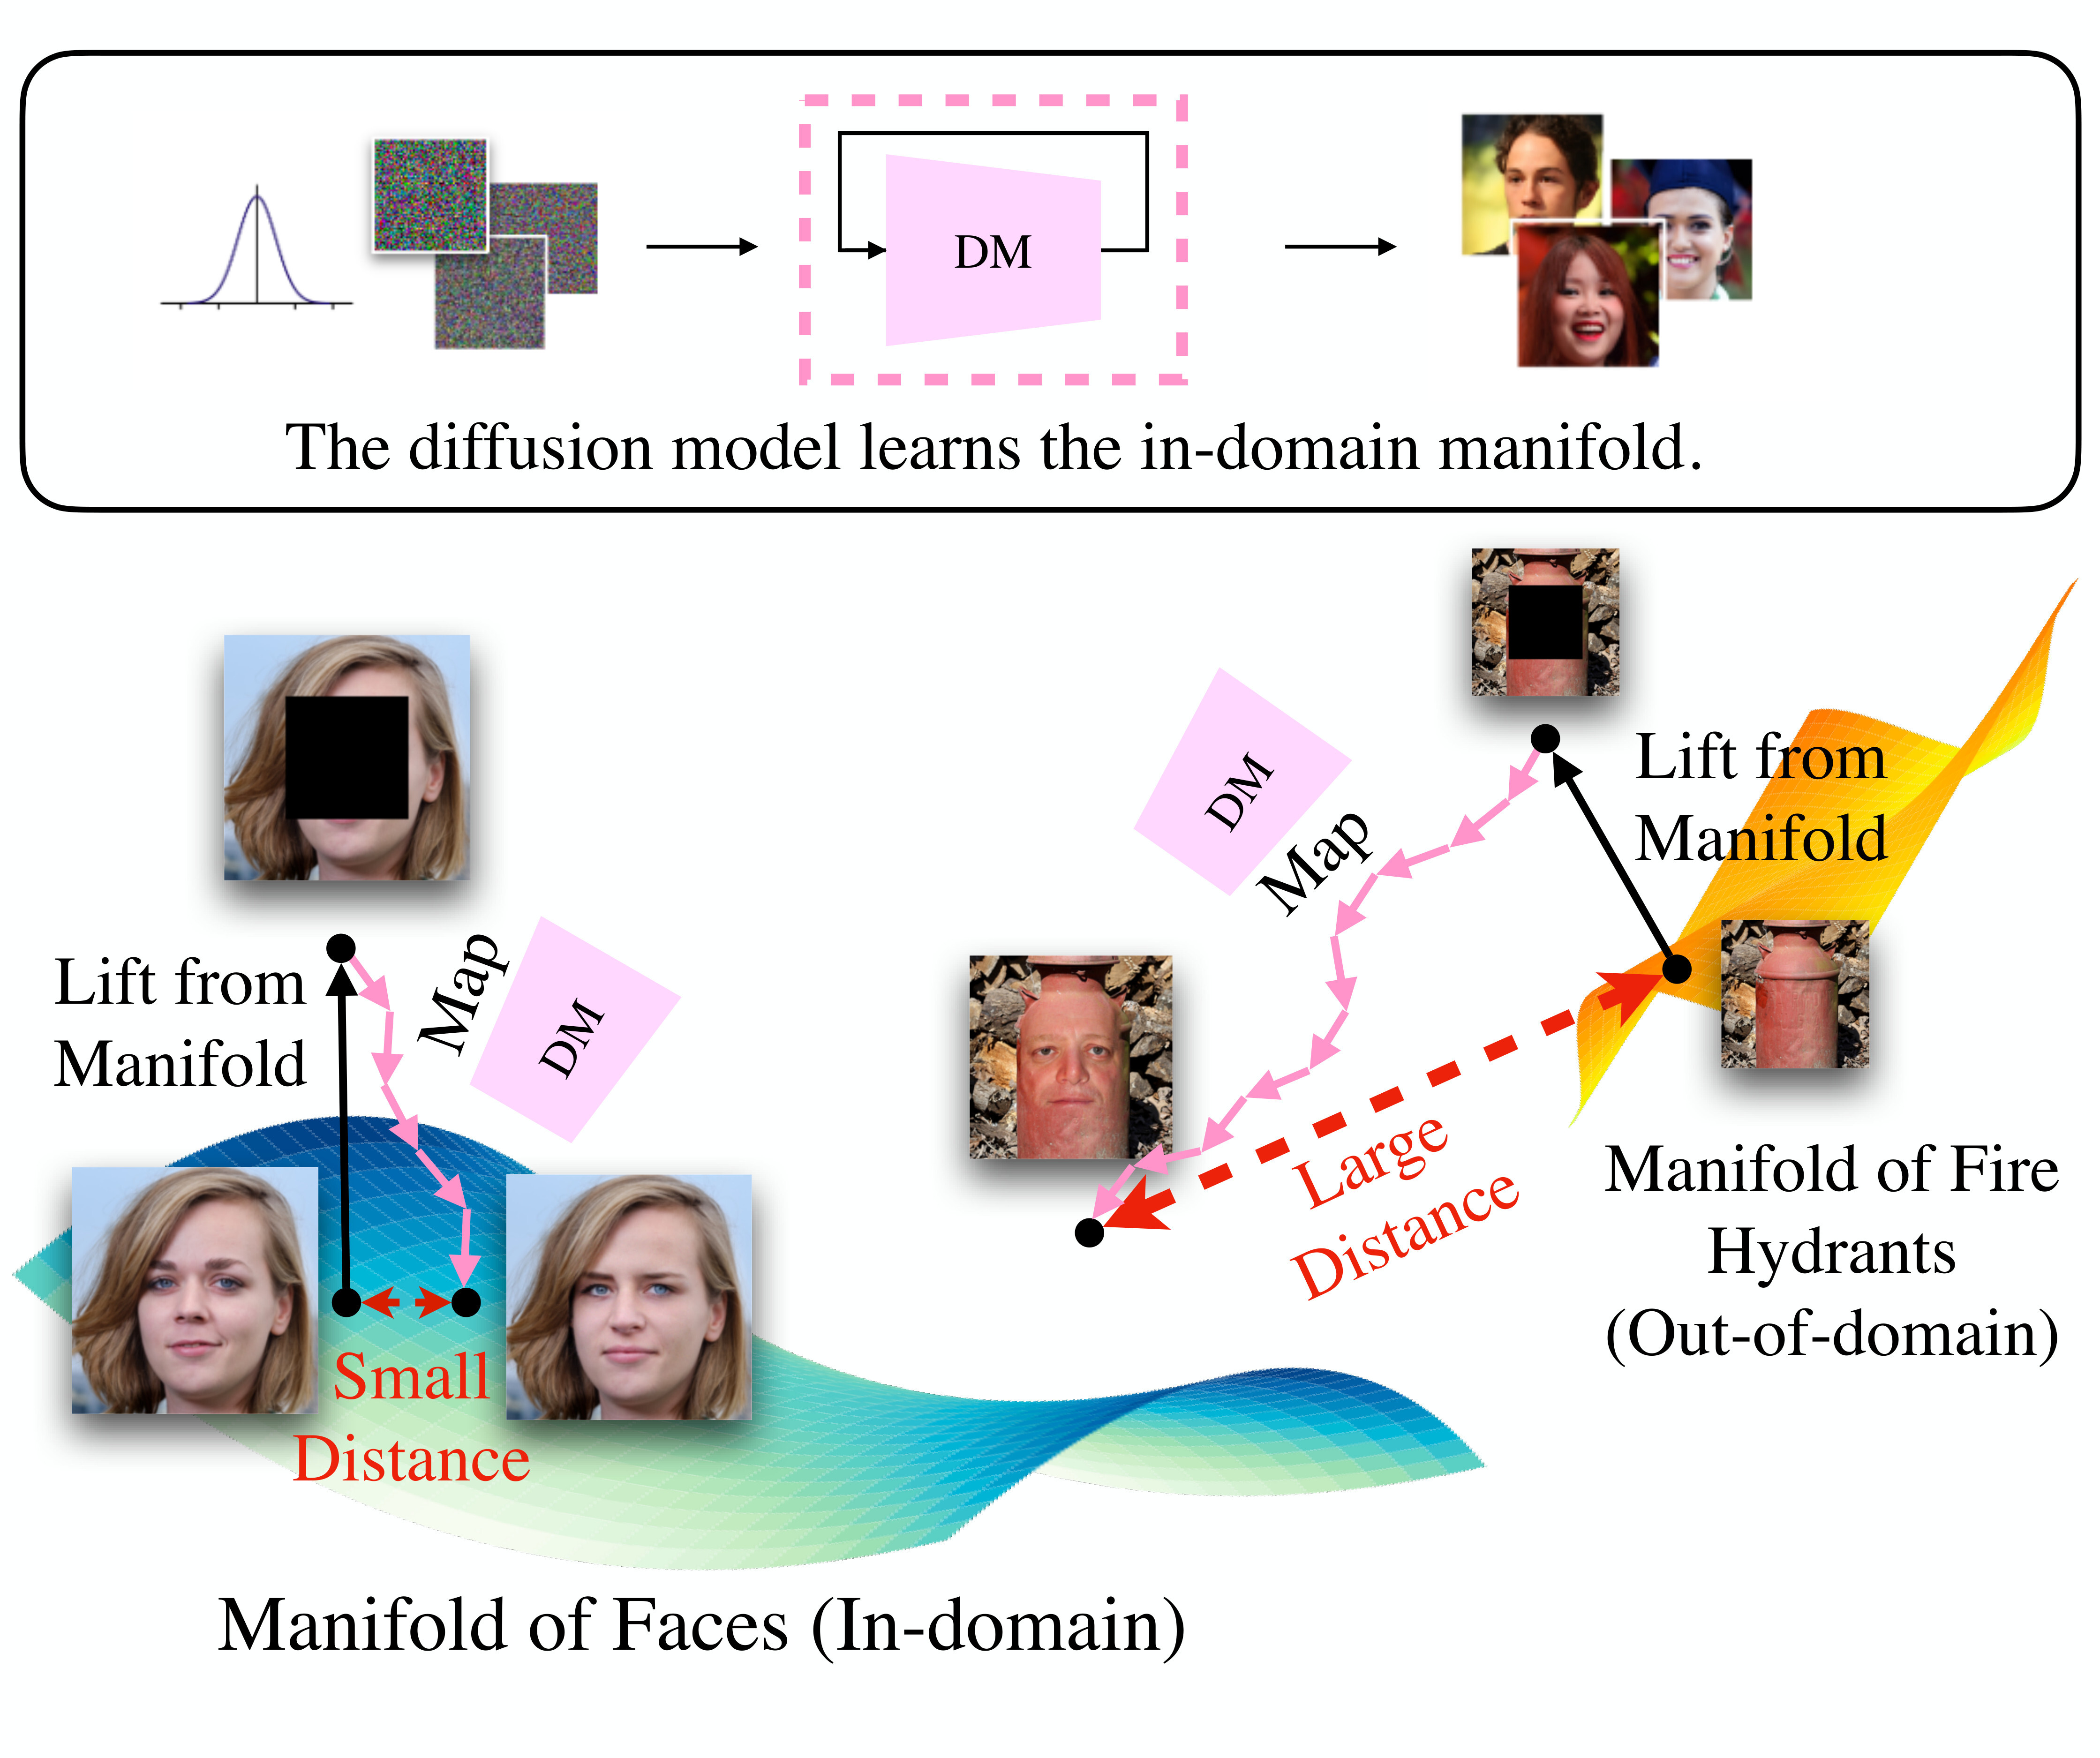 DM
The diffusion model learns the in-domain manifold.
Lift from
Manifold
Map
DM
Small
Distance
Manifold of Faces (In-domain)
DM
Map
Lift from
Manifold
Large
Distance
Manifold of Fire
Hydrants
(Out-of-domain)